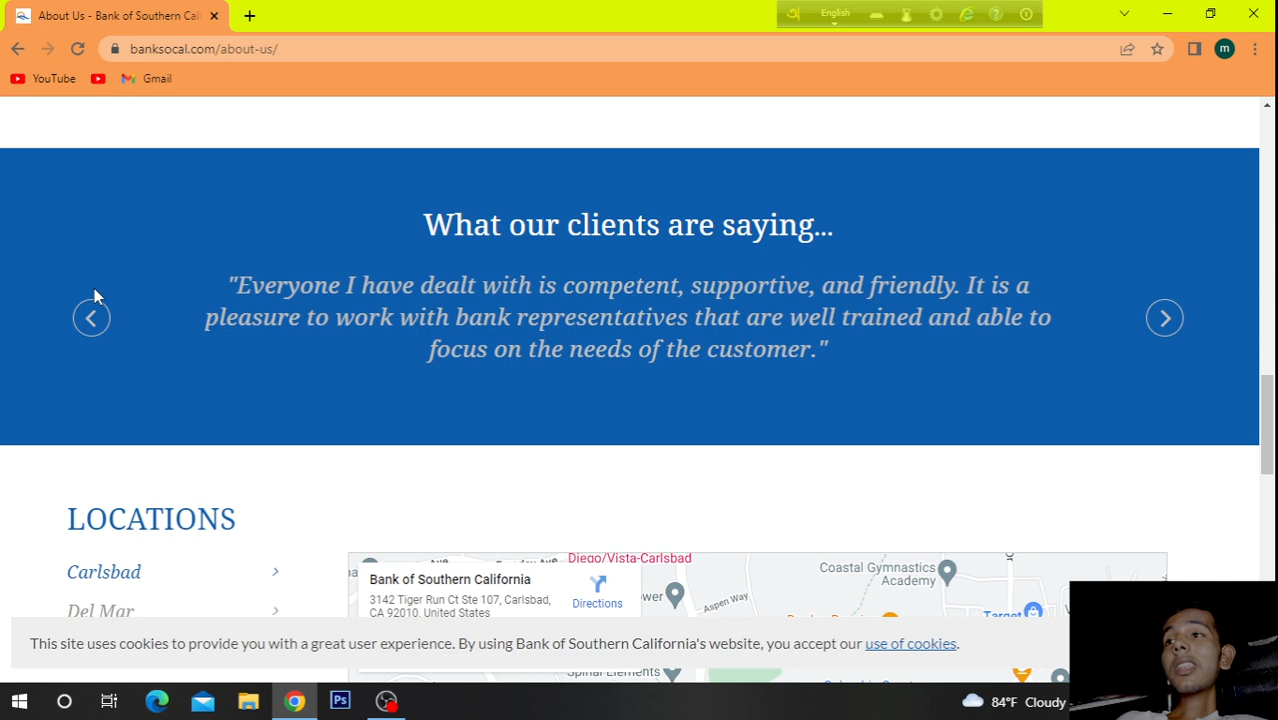 About Us - Bank of Southern Cal
English
banksocal.com/about-us/
m
YouTube
Gmail
What our clients are saying...
"Everyone I have dealt with is competent, supportive, and friendly. It is a
pleasure to work with bank representatives that are well trained and able to
focus on the needs of the customer."
LOCATIONS
Carlsbad
Del Mar
Diego/Vista-Carlsbad
Bank of Southern California
3142 Tiger Run Ct Ste 107, Carlsbad,
CA 92010, United States
Directions
Aspen Way
Coastal Gymnastics
Academy
Target
This site uses cookies to provide you with a great user experience. By using Bank of Southern California's website, you accept our use of cookies.
Spiral Elements
Ps
84°F Cloudy